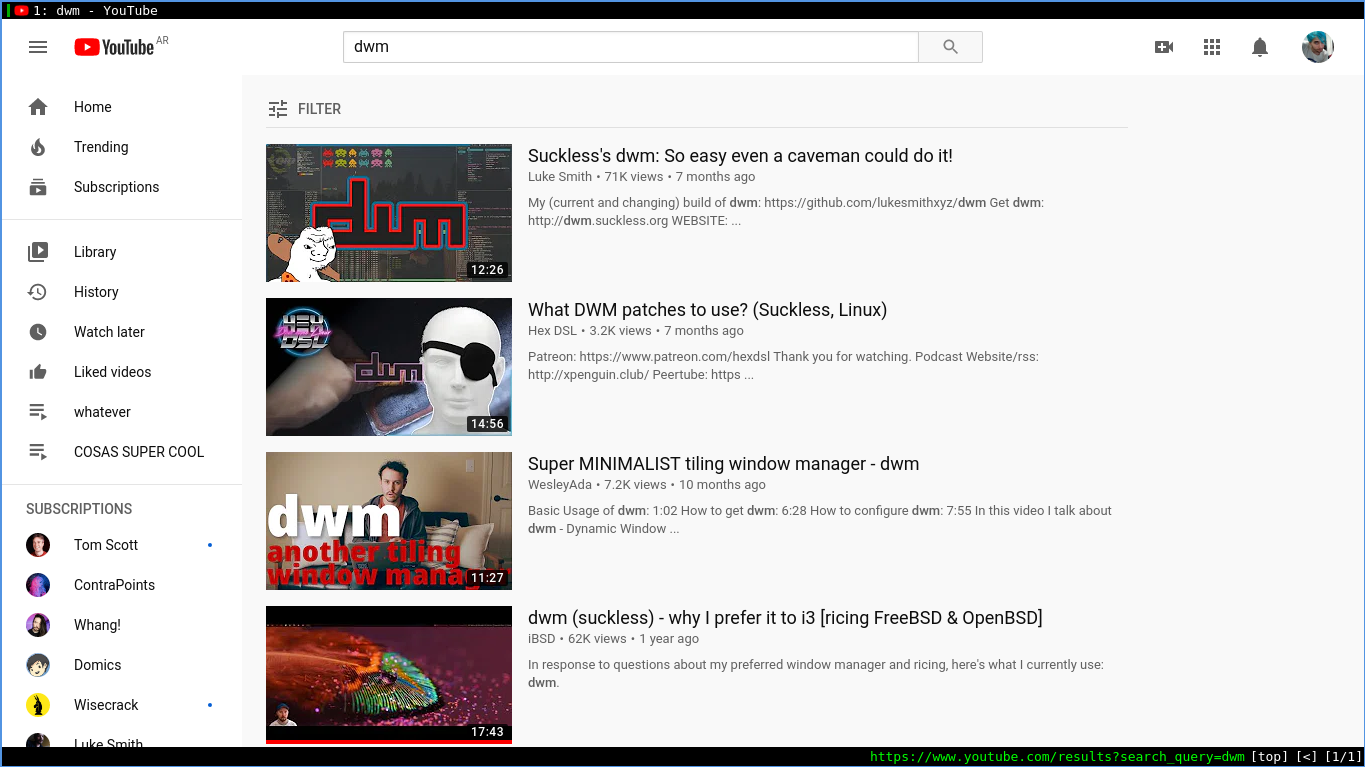 1: dwm - YouTube
YouTube AR
dwm
Home
Trending
Subscriptions
Library
History
Watch later
Liked videos
whatever
COSAS SUPER COOL
SUBSCRIPTIONS
Tom Scott
ContraPoints
Whang!
Domics
Wisecrack
Luke Smith
FILTER
dwm
12:26
Suckless's dwm: So easy even a caveman could do it!
Luke Smith • 71K views • 7 months ago
My (current and changing) build of dwm: https://github.com/lukesmithxyz/dwm Get dwm:
http://dwm.suckless.org WEBSITE: ...
HEX
DSL
dwm
14:56
What DWM patches to use? (Suckless, Linux)
Hex DSL • 3.2K views • 7 months ago
Patreon: https://www.patreon.com/hexdsl Thank you for watching. Podcast Website/rss:
http://xpenguin.club/ Peertube: https ...
dwm
another tiling
window mana
11:27
Super MINIMALIST tiling window manager - dwm
WesleyAda • 7.2K views • 10 months ago
Basic Usage of dwm: 1:02 How to get dwm: 6:28 How to configure dwm: 7:55 In this video I talk about
dwm - Dynamic Window ...
17:43
dwm (suckless) - why I prefer it to i3 [ricing FreeBSD & OpenBSD]
iBSD • 62K views • 1 year ago
In response to questions about my preferred window manager and ricing, here's what I currently use:
dwm.
https://www.youtube.com/results?search_query=dwm [top] [<] [1/1]